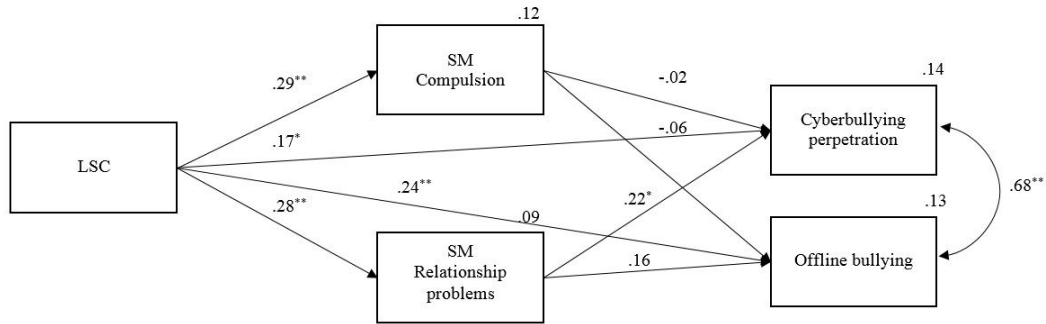 .12
SM
Compulsion
.14
.29**
-.02
Cyberbullying
perpetration
.17*
-.06
LSC
.24**
.22*
.68**
.28**
.09
.13
SM
Relationship
problems
.16
Offline bullying